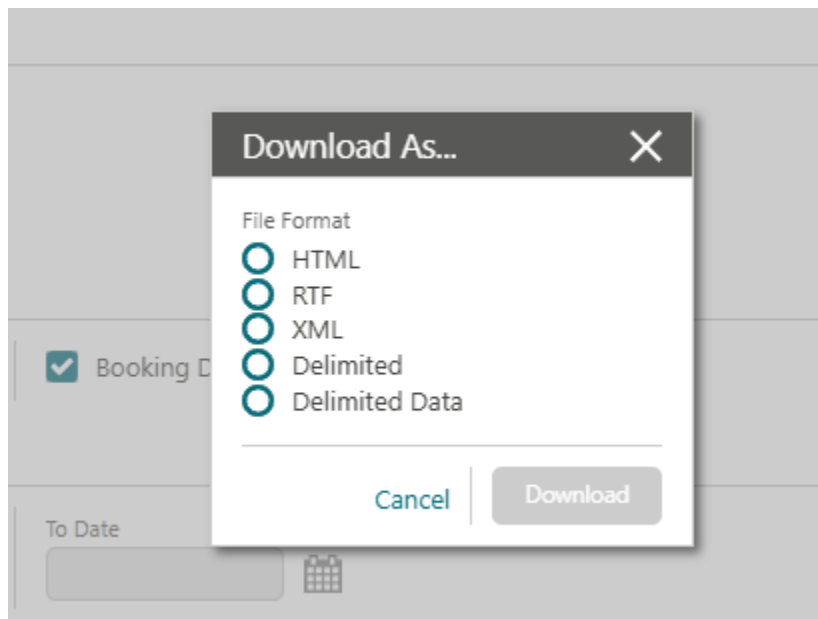 Download As...
File Format
HTML
RTF
XML
Delimited
Delimited Data
Cancel
Download
Booking
To Date